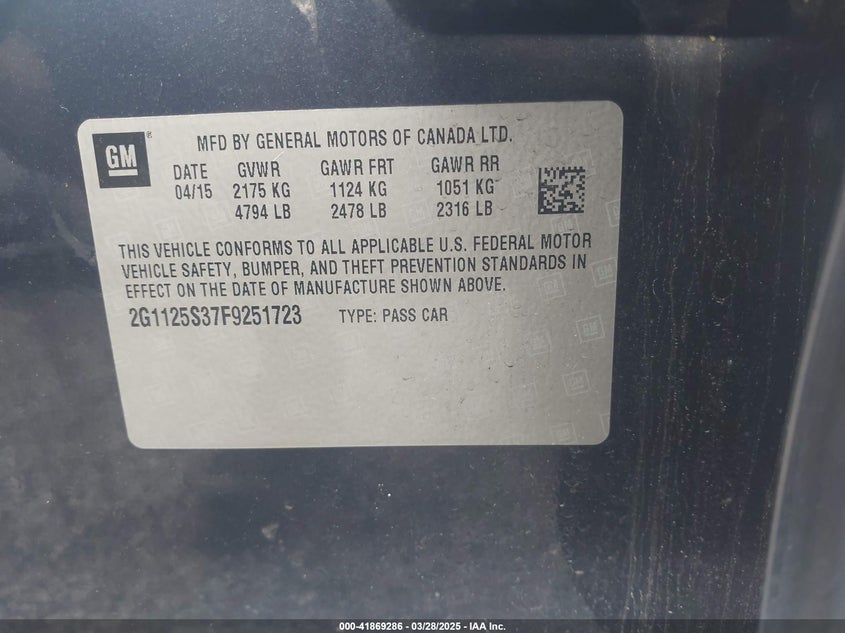 GM
MFD BY GENERAL MOTORS OF CANADA LTD.
DATE GVWR GAWR FRT GAWR RR
04/15 2175 KG 1124 KG 1051 KG
4794 LB 2478 LB 2316 LB
THIS VEHICLE CONFORMS TO ALL APPLICABLE U.S. FEDERAL MOTOR
VEHICLE SAFETY, BUMPER, AND THEFT PREVENTION STANDARDS IN
EFFECT ON THE DATE OF MANUFACTURE SHOWN ABOVE.
2G1125S37F9251723 TYPE: PASS CAR
000-41869286 - 03/28/2025 - IAA Inc.